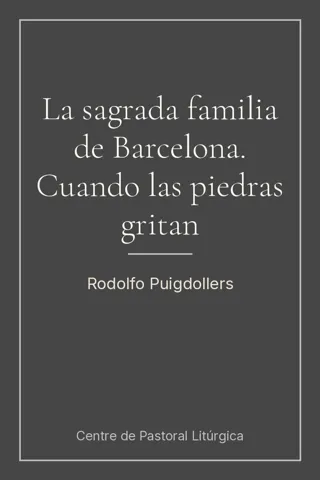 La sagrada familia
de Barcelona.
Cuando las piedras
gritan
Rodolfo Puigdollers
Centre de Pastoral Litúrgica